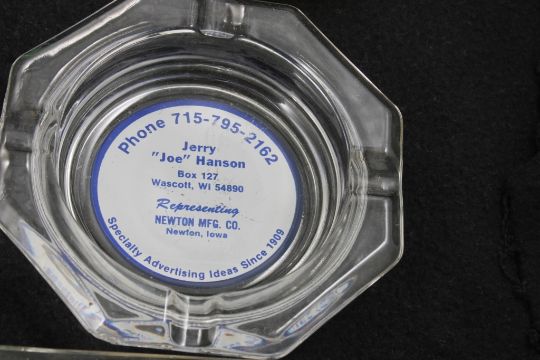 Phone 715-795-2162
Jerry
"Joe" Hanson
Box 127
Wascott, WI 54890
Representing
NEWTON MFG. CO.
Newton, Iowa
Specialty Advertising Ideas Since 1909